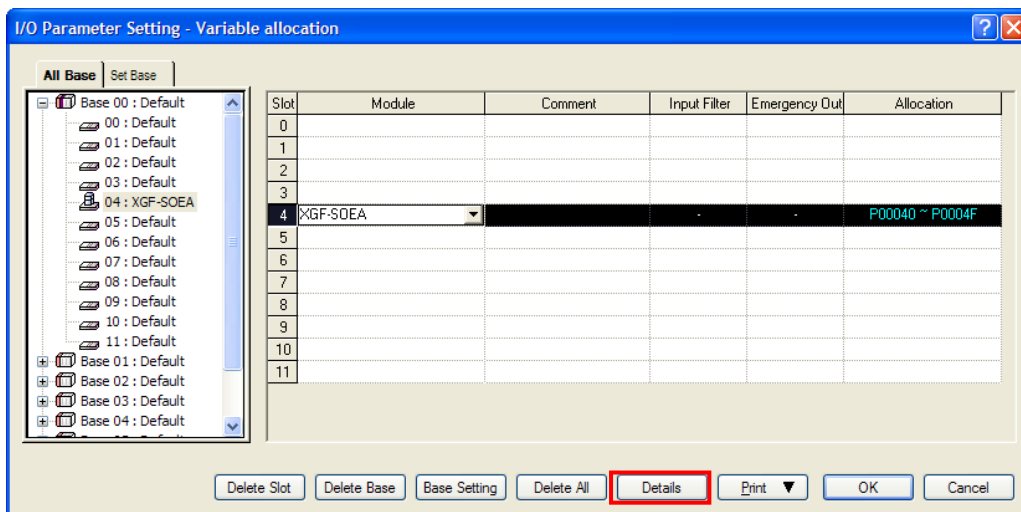 I/O Parameter Setting - Variable allocation
All Base Set Base
Base 00 : Default
00 : Default
01 : Default
02 : Default
03 : Default
04 : XGF-SOEA
05 : Default
06 : Default
07 : Default
08 : Default
09 : Default
10 : Default
11 : Default
Base 01 : Default
Base 02 : Default
Base 03 : Default
Base 04 : Default
Slot Module Comment Input Filter Emergency Out Allocation
0
1
2
3
4 XGF-SOEA - - P00040 ~ P0004F
5
6
7
8
9
10
11
Delete Slot Delete Base Base Setting Delete All Details Print ▼ OK Cancel